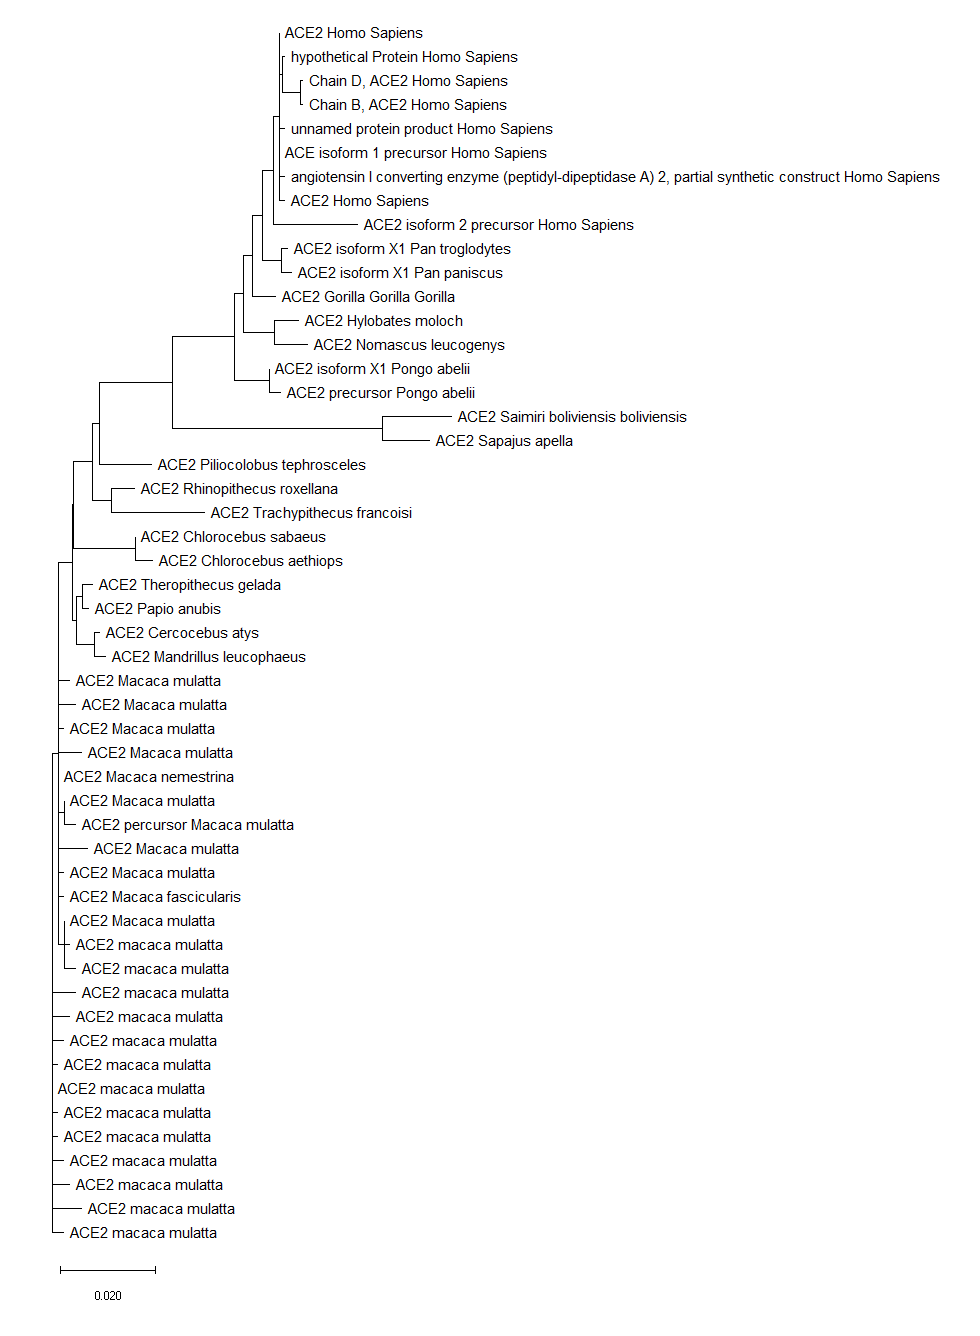 ACE2 Homo Sapiens
hypothetical Protein Homo Sapiens
Chain D, ACE2 Homo Sapiens
Chain B, ACE2 Homo Sapiens
unnamed protein product Homo Sapiens
ACE isoform 1 precursor Homo Sapiens
angiotensin I converting enzyme (peptidyl-dipeptidase A) 2, partial synthetic construct Homo Sapiens
ACE2 Homo Sapiens
ACE2 isoform 2 precursor Homo Sapiens
ACE2 isoform X1 Pan troglodytes
ACE2 isoform X1 Pan paniscus
ACE2 Gorilla Gorilla Gorilla
ACE2 Hylobates moloch
ACE2 Nomascus leucogenys
ACE2 isoform X1 Pongo abelii
ACE2 precursor Pongo abelii
ACE2 Saimiri boliviensis boliviensis
ACE2 Sapajus apella
ACE2 Piliocolobus tephrosceles
ACE2 Rhinopithecus roxellana
ACE2 Trachypithecus francoisi
ACE2 Chlorocebus sabaeus
ACE2 Chlorocebus aethiops
ACE2 Theropithecus gelada
ACE2 Papio anubis
ACE2 Cercocebus atys
ACE2 Mandrillus leucophaeus
ACE2 Macaca mulatta
ACE2 Macaca mulatta
ACE2 Macaca mulatta
ACE2 Macaca mulatta
ACE2 Macaca nemestrina
ACE2 Macaca mulatta
ACE2 percursor Macaca mulatta
ACE2 Macaca mulatta
ACE2 Macaca mulatta
ACE2 Macaca fascicularis
ACE2 Macaca mulatta
ACE2 macaca mulatta
ACE2 macaca mulatta
ACE2 macaca mulatta
ACE2 macaca mulatta
ACE2 macaca mulatta
ACE2 macaca mulatta
ACE2 macaca mulatta
ACE2 macaca mulatta
ACE2 macaca mulatta
ACE2 macaca mulatta
ACE2 macaca mulatta
ACE2 macaca mulatta
ACE2 macaca mulatta
0.020